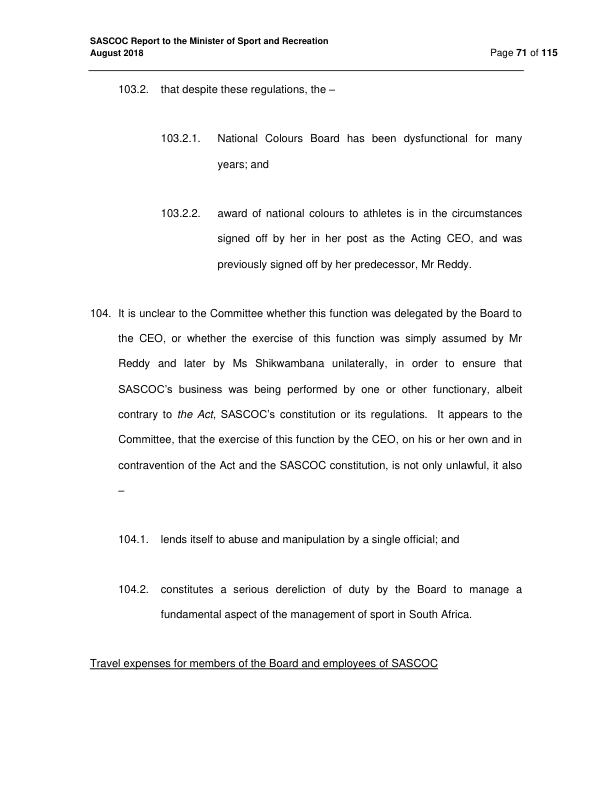 SASCOC Report to the Minister of Sport and Recreation
August 2018
Page 71 of 115
103.2. that despite these regulations, the –
103.2.1. National Colours Board has been dysfunctional for many
years; and
103.2.2. award of national colours to athletes is in the circumstances
signed off by her in her post as the Acting CEO, and was
previously signed off by her predecessor, Mr Reddy.
104. It is unclear to the Committee whether this function was delegated by the Board to
the CEO, or whether the exercise of this function was simply assumed by Mr
Reddy and later by Ms Shikwambana unilaterally, in order to ensure that
SASCOC's business was being performed by one or other functionary, albeit
contrary to the Act, SASCOC's constitution or its regulations. It appears to the
Committee, that the exercise of this function by the CEO, on his or her own and in
contravention of the Act and the SASCOC constitution, is not only unlawful, it also
–
104.1. lends itself to abuse and manipulation by a single official; and
104.2. constitutes a serious dereliction of duty by the Board to manage a
fundamental aspect of the management of sport in South Africa.
Travel expenses for members of the Board and employees of SASCOC